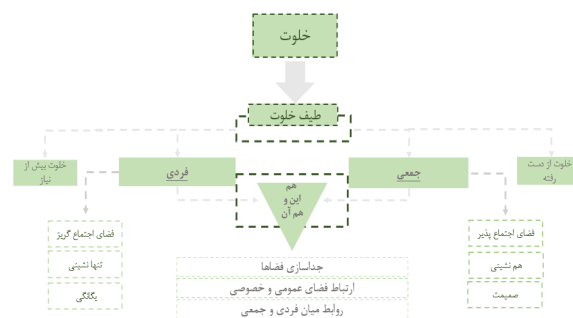 خلوت
طیف خلوت
خلوت از دست
رفته
جمعی
فردی
خلوت بیش از
نیاز
هم
این و
هم آن
فضای اجتماع پذیر
هم نشینی
صمیمت
فضای اجتماع گریز
تنها نشینی
یگانگی
جداسازی فضاها
ارتباط فضای عمومی و خصوصی
روابط میان فردی و جمعی